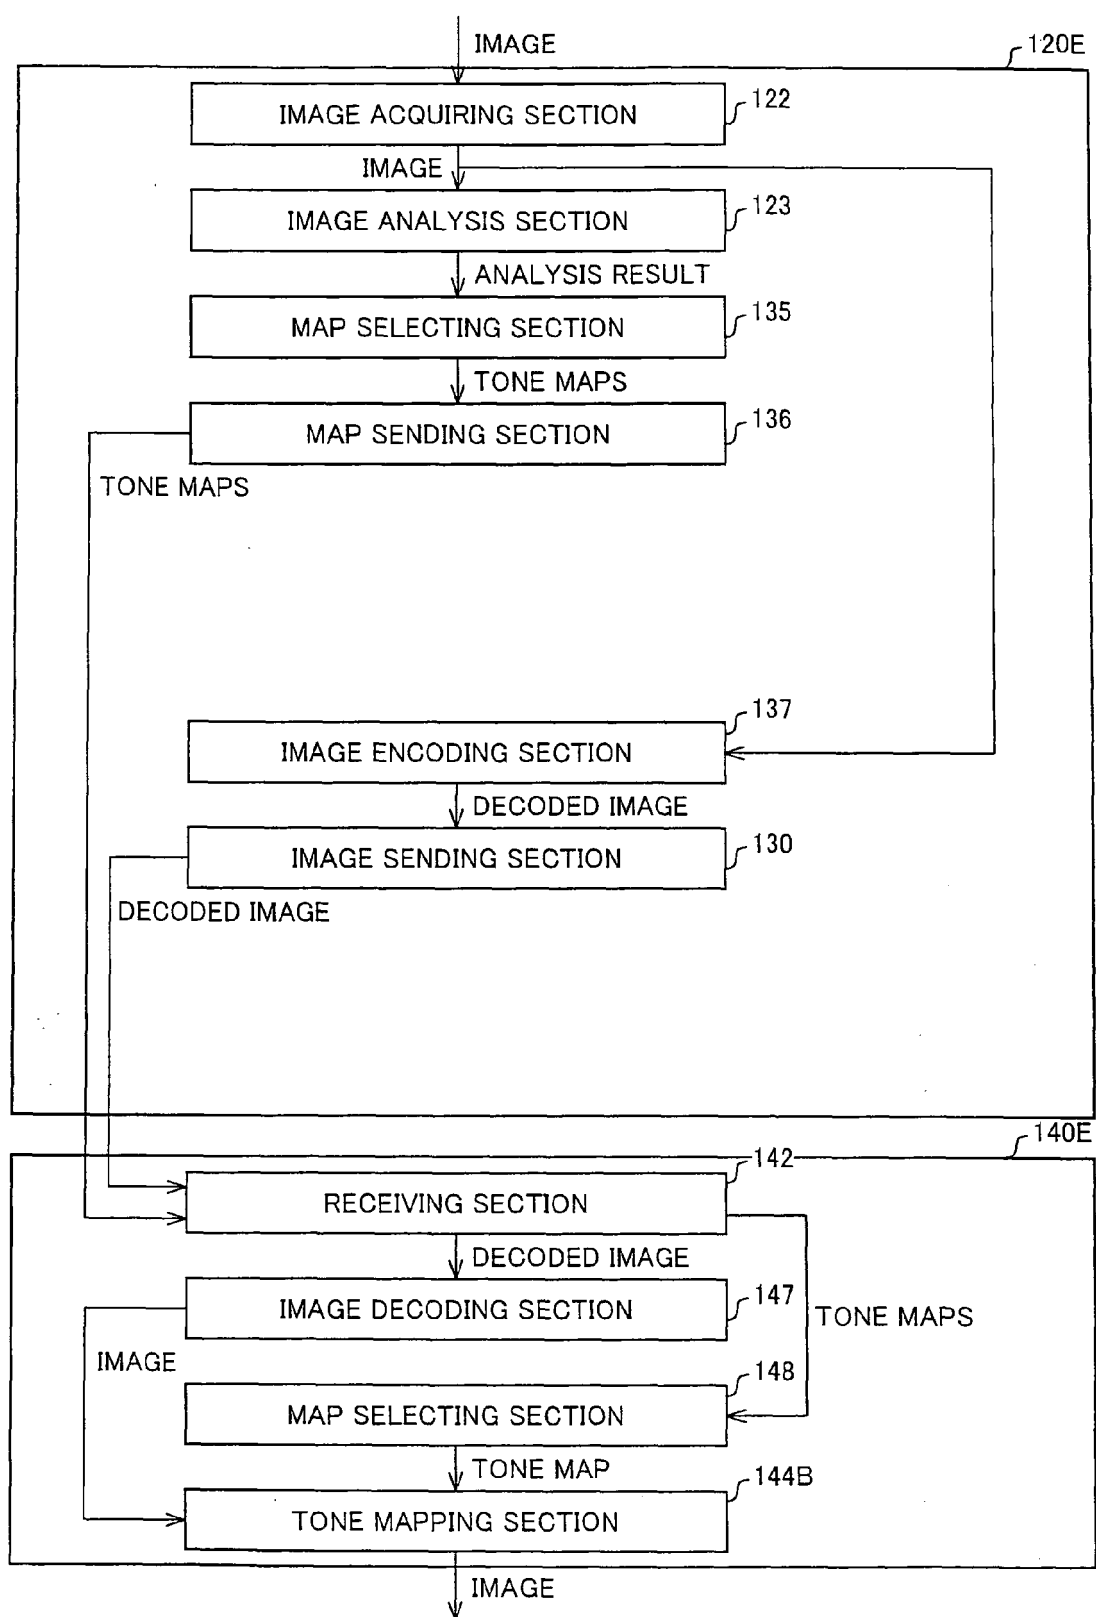 IMAGE
120E
IMAGE ACQUIRING SECTION
122
IMAGE
IMAGE ANALYSIS SECTION
123
ANALYSIS RESULT
MAP SELECTING SECTION
135
TONE MAPS
MAP SENDING SECTION
136
TONE MAPS
137
IMAGE ENCODING SECTION
DECODED IMAGE
IMAGE SENDING SECTION
130
DECODED IMAGE
140E
142
RECEIVING SECTION
DECODED IMAGE
IMAGE DECODING SECTION
147
TONE MAPS
IMAGE
148
MAP SELECTING SECTION
TONE MAP
144B
TONE MAPPING SECTION
IMAGE